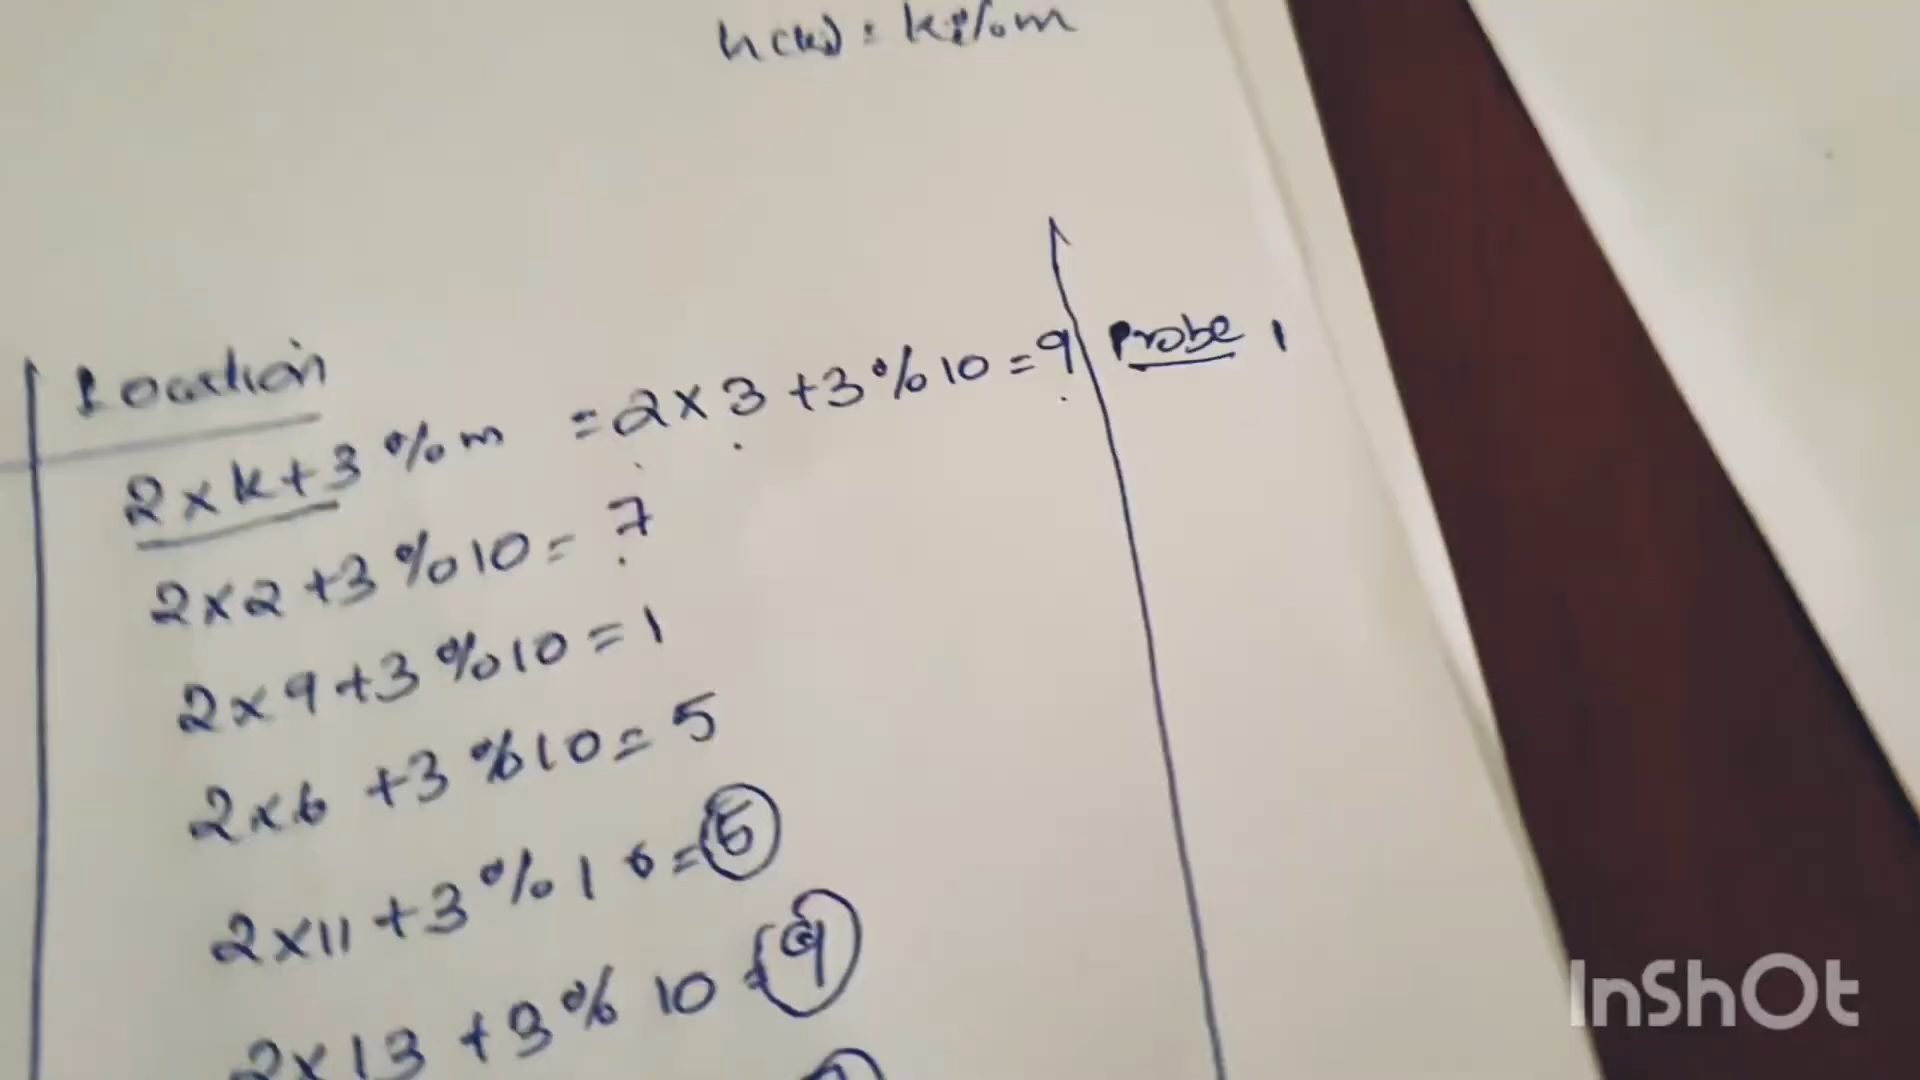 h(k) = k % m
Location
Probe
2 x k + 3 % m = 2 x 3 + 3 % 10 = 9 1
2 x 2 + 3 % 10 = 7
2 x 9 + 3 % 10 = 1
2 x 6 + 3 % 10 = 5
2 x 11 + 3 % 10 = 5
2 x 13 + 3 % 10 = 9
InShOt